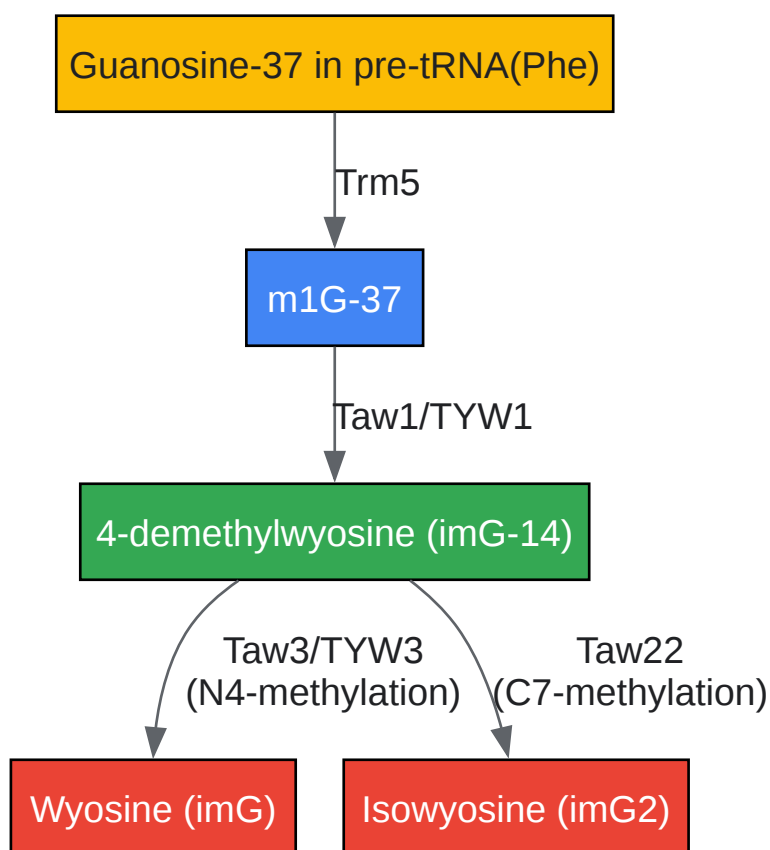 Guanosine-37 in pre-tRNA(Phe)
Trm5
m1G-37
Taw1/TYW1
4-demethylwyosine (imG-14)
Taw3/TYW3
(N4-methylation)
Taw22
(C7-methylation)
Wyosine (imG)
Isowyosine (imG2)